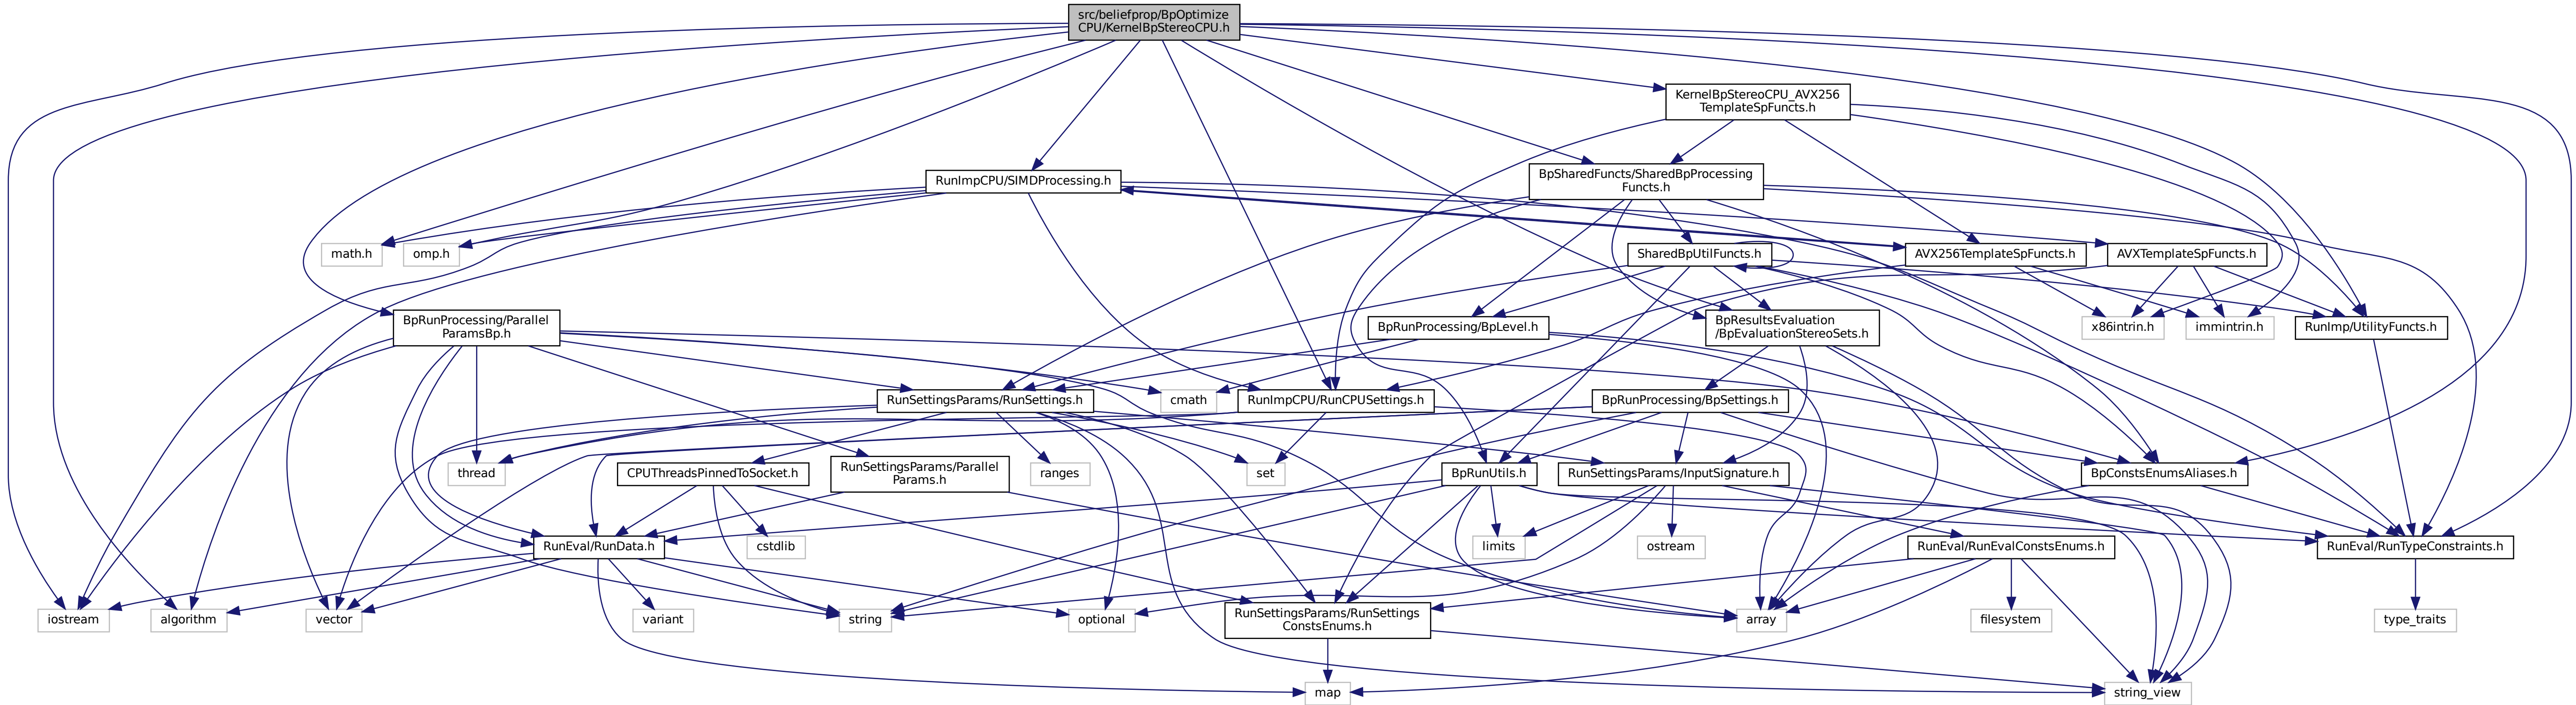 src/beliefprop/BpOptimize
CPU/KernelBpStereoCPU.h
KernelBpStereoCPU_AVX256
TemplateSpFuncts.h
RunImpCPU/SIMDProcessing.h
BpSharedFuncts/SharedBpProcessing
Functs.h
math.h
omp.h
SharedBpUtilFuncts.h
AVX256TemplateSpFuncts.h
AVXTemplateSpFuncts.h
BpRunProcessing/Parallel
ParamsBp.h
BpRunProcessing/BpLevel.h
BpResultsEvaluation
/BpEvaluationStereoSets.h
x86intrin.h
immintrin.h
RunImp/UtilityFuncts.h
RunSettingsParams/RunSettings.h
cmath
RunImpCPU/RunCPUSettings.h
BpRunProcessing/BpSettings.h
thread
CPUThreadsPinnedToSocket.h
RunSettingsParams/Parallel
Params.h
ranges
set
BpRunUtils.h
RunSettingsParams/InputSignature.h
BpConstsEnumsAliases.h
RunEval/RunData.h
cstdlib
limits
ostream
RunEval/RunEvalConstsEnums.h
RunEval/RunTypeConstraints.h
iostream
algorithm
vector
variant
string
optional
RunSettingsParams/RunSettings
ConstsEnums.h
array
filesystem
type_traits
map
string_view